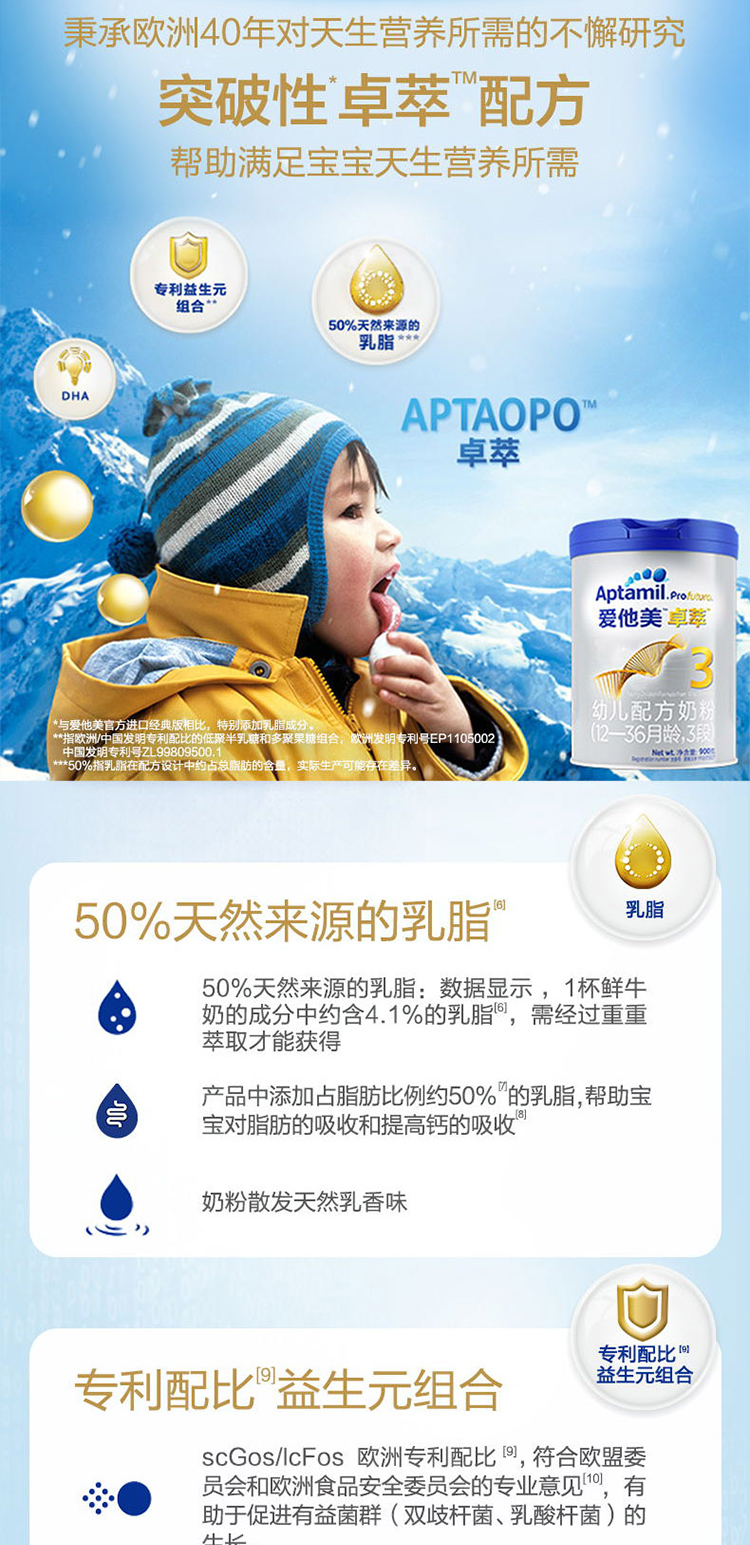 秉承欧洲40年对天生营养所需的不懈研究
突破性*卓萃™配方
帮助满足宝宝天生营养所需
专利益生元
组合**
50%天然来源的
乳脂***
DHA
APTAOPO™
卓萃
Aptamil.Profutura.
爱他美™卓萃™
3
幼儿配方奶粉
(12—36月龄,3段)
Net wt. 净含量: 900克
*与爱他美官方进口经典版相比，特别添加乳脂成分。
**指欧洲/中国发明专利配比的低聚半乳糖和多聚果糖组合，欧洲发明专利号EP1105002
中国发明专利号ZL99809500.1
***50%指乳脂在配方设计中约占总脂肪的含量，实际生产可能存在差异。
乳脂
50%天然来源的乳脂[6]
50%天然来源的乳脂：数据显示，1杯鲜牛
奶的成分中约含4.1%的乳脂[6]，需经过重重
萃取才能获得
产品中添加占脂肪比例约50%[7]的乳脂,帮助宝
宝对脂肪的吸收和提高钙的吸收[8]
奶粉散发天然乳香味
专利配比[9]
益生元组合
专利配比[9]益生元组合
scGos/lcFos 欧洲专利配比[9],符合欧盟委
员会和欧洲食品安全委员会的专业意见[10]，有
助于促进有益菌群（双歧杆菌、乳酸杆菌）的
生长